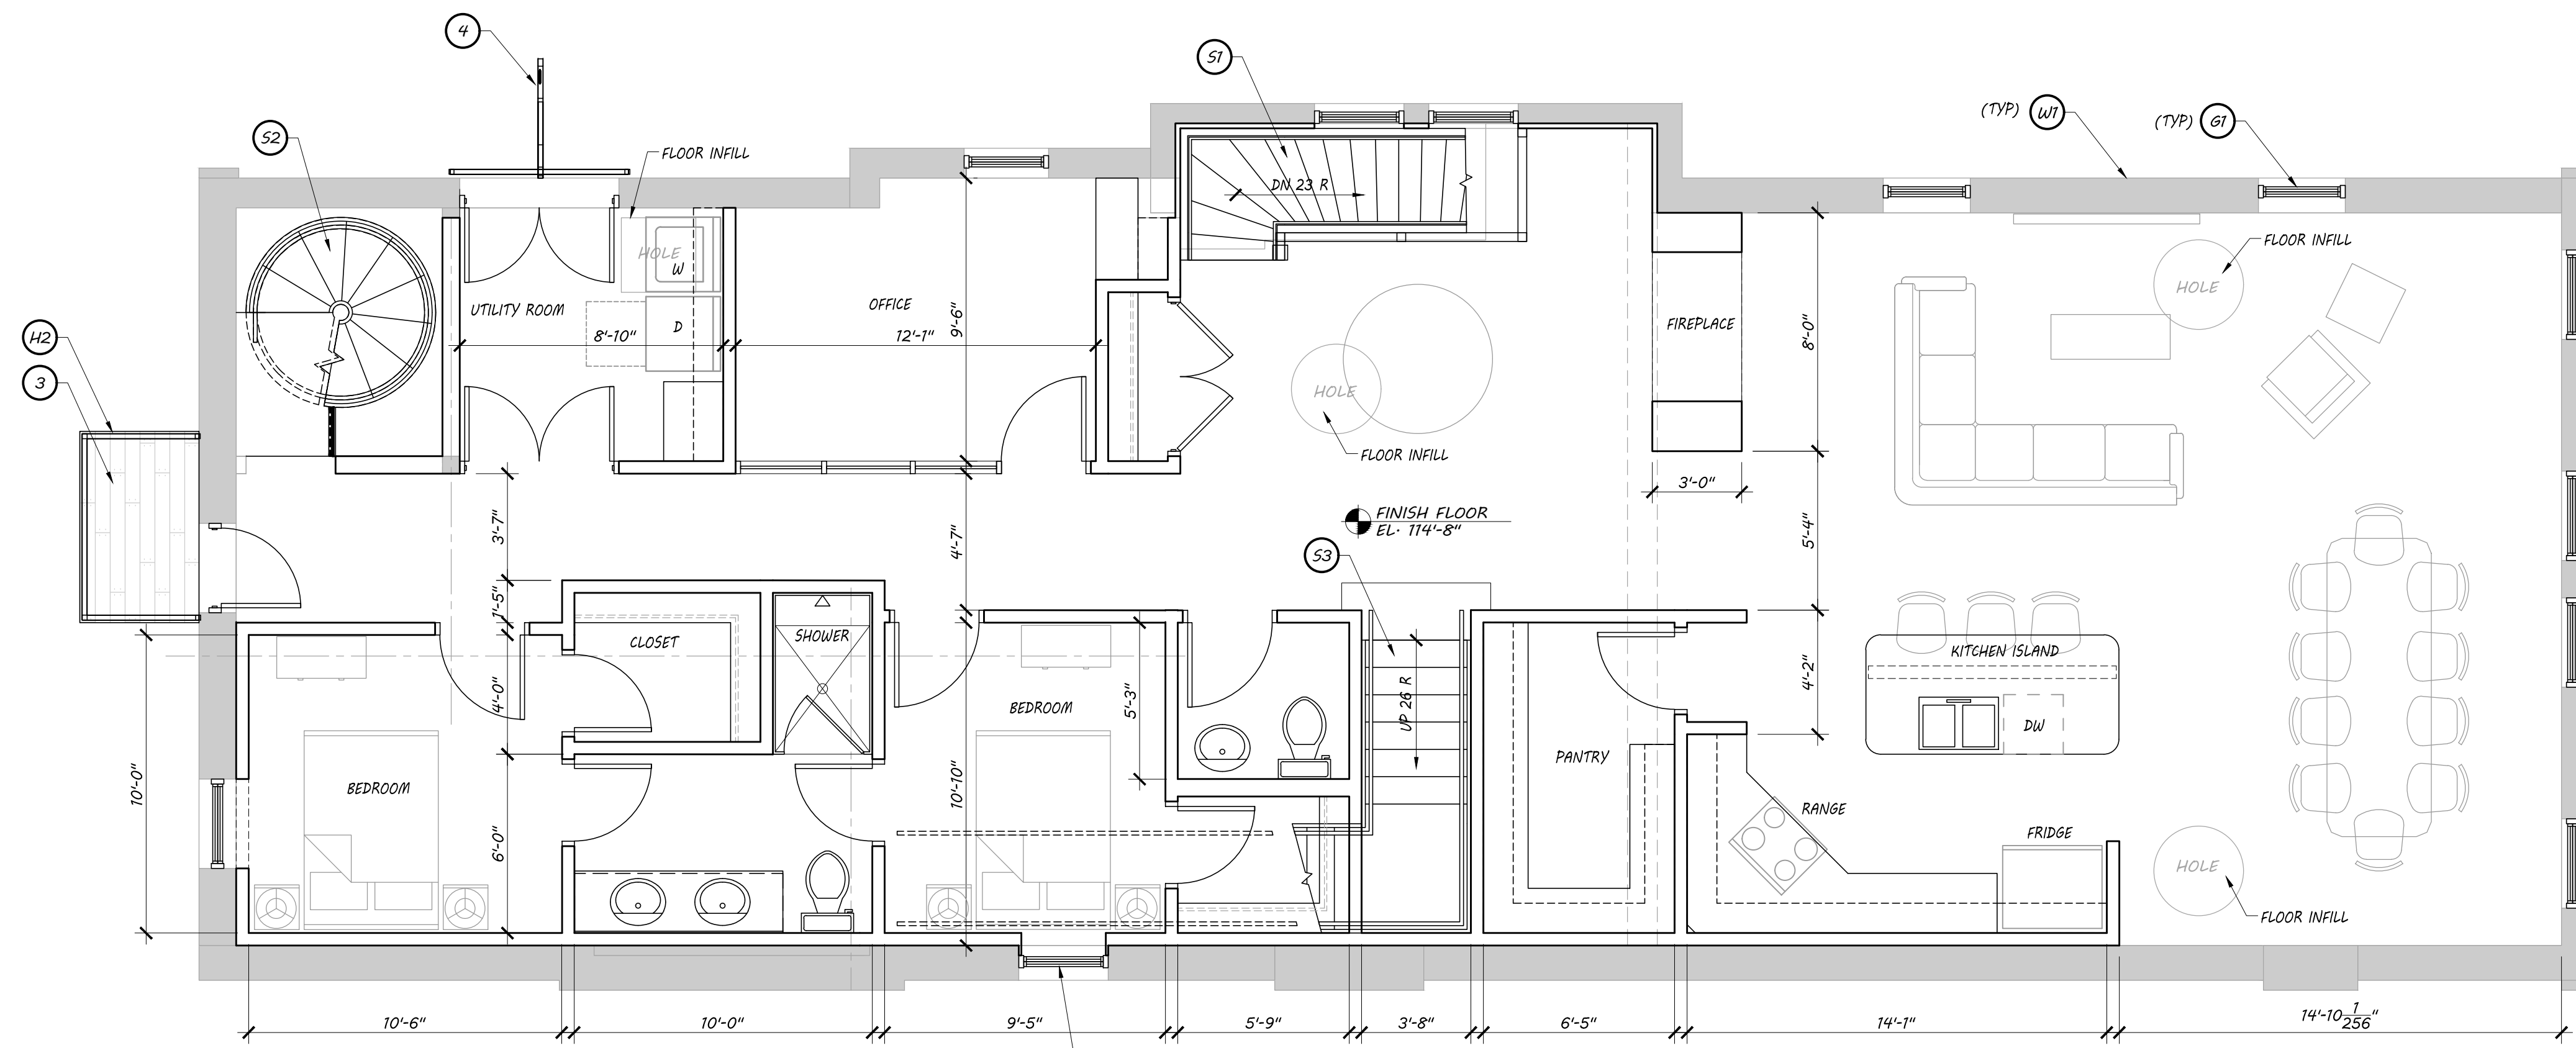 4
S1
(TYP) W1
(TYP) G1
S2
FLOOR INFILL
DN 23 R
HOLE
W
FLOOR INFILL
HOLE
UTILITY ROOM
OFFICE
9'-6"
FIREPLACE
8'-0"
H2
8'-10"
D
12'-1"
3
HOLE
FLOOR INFILL
3'-0"
3'-7"
4'-7"
FINISH FLOOR
EL. 114'-8"
5'-4"
S3
1'-5"
CLOSET
SHOWER
KITCHEN ISLAND
4'-0"
BEDROOM
5'-3"
UP 26 R
4'-2"
DW
PANTRY
10'-0"
BEDROOM
10'-10"
RANGE
6'-0"
FRIDGE
HOLE
FLOOR INFILL
10'-6"
10'-0"
9'-5"
5'-9"
3'-8"
6'-5"
14'-1"
14'-10 1/256"